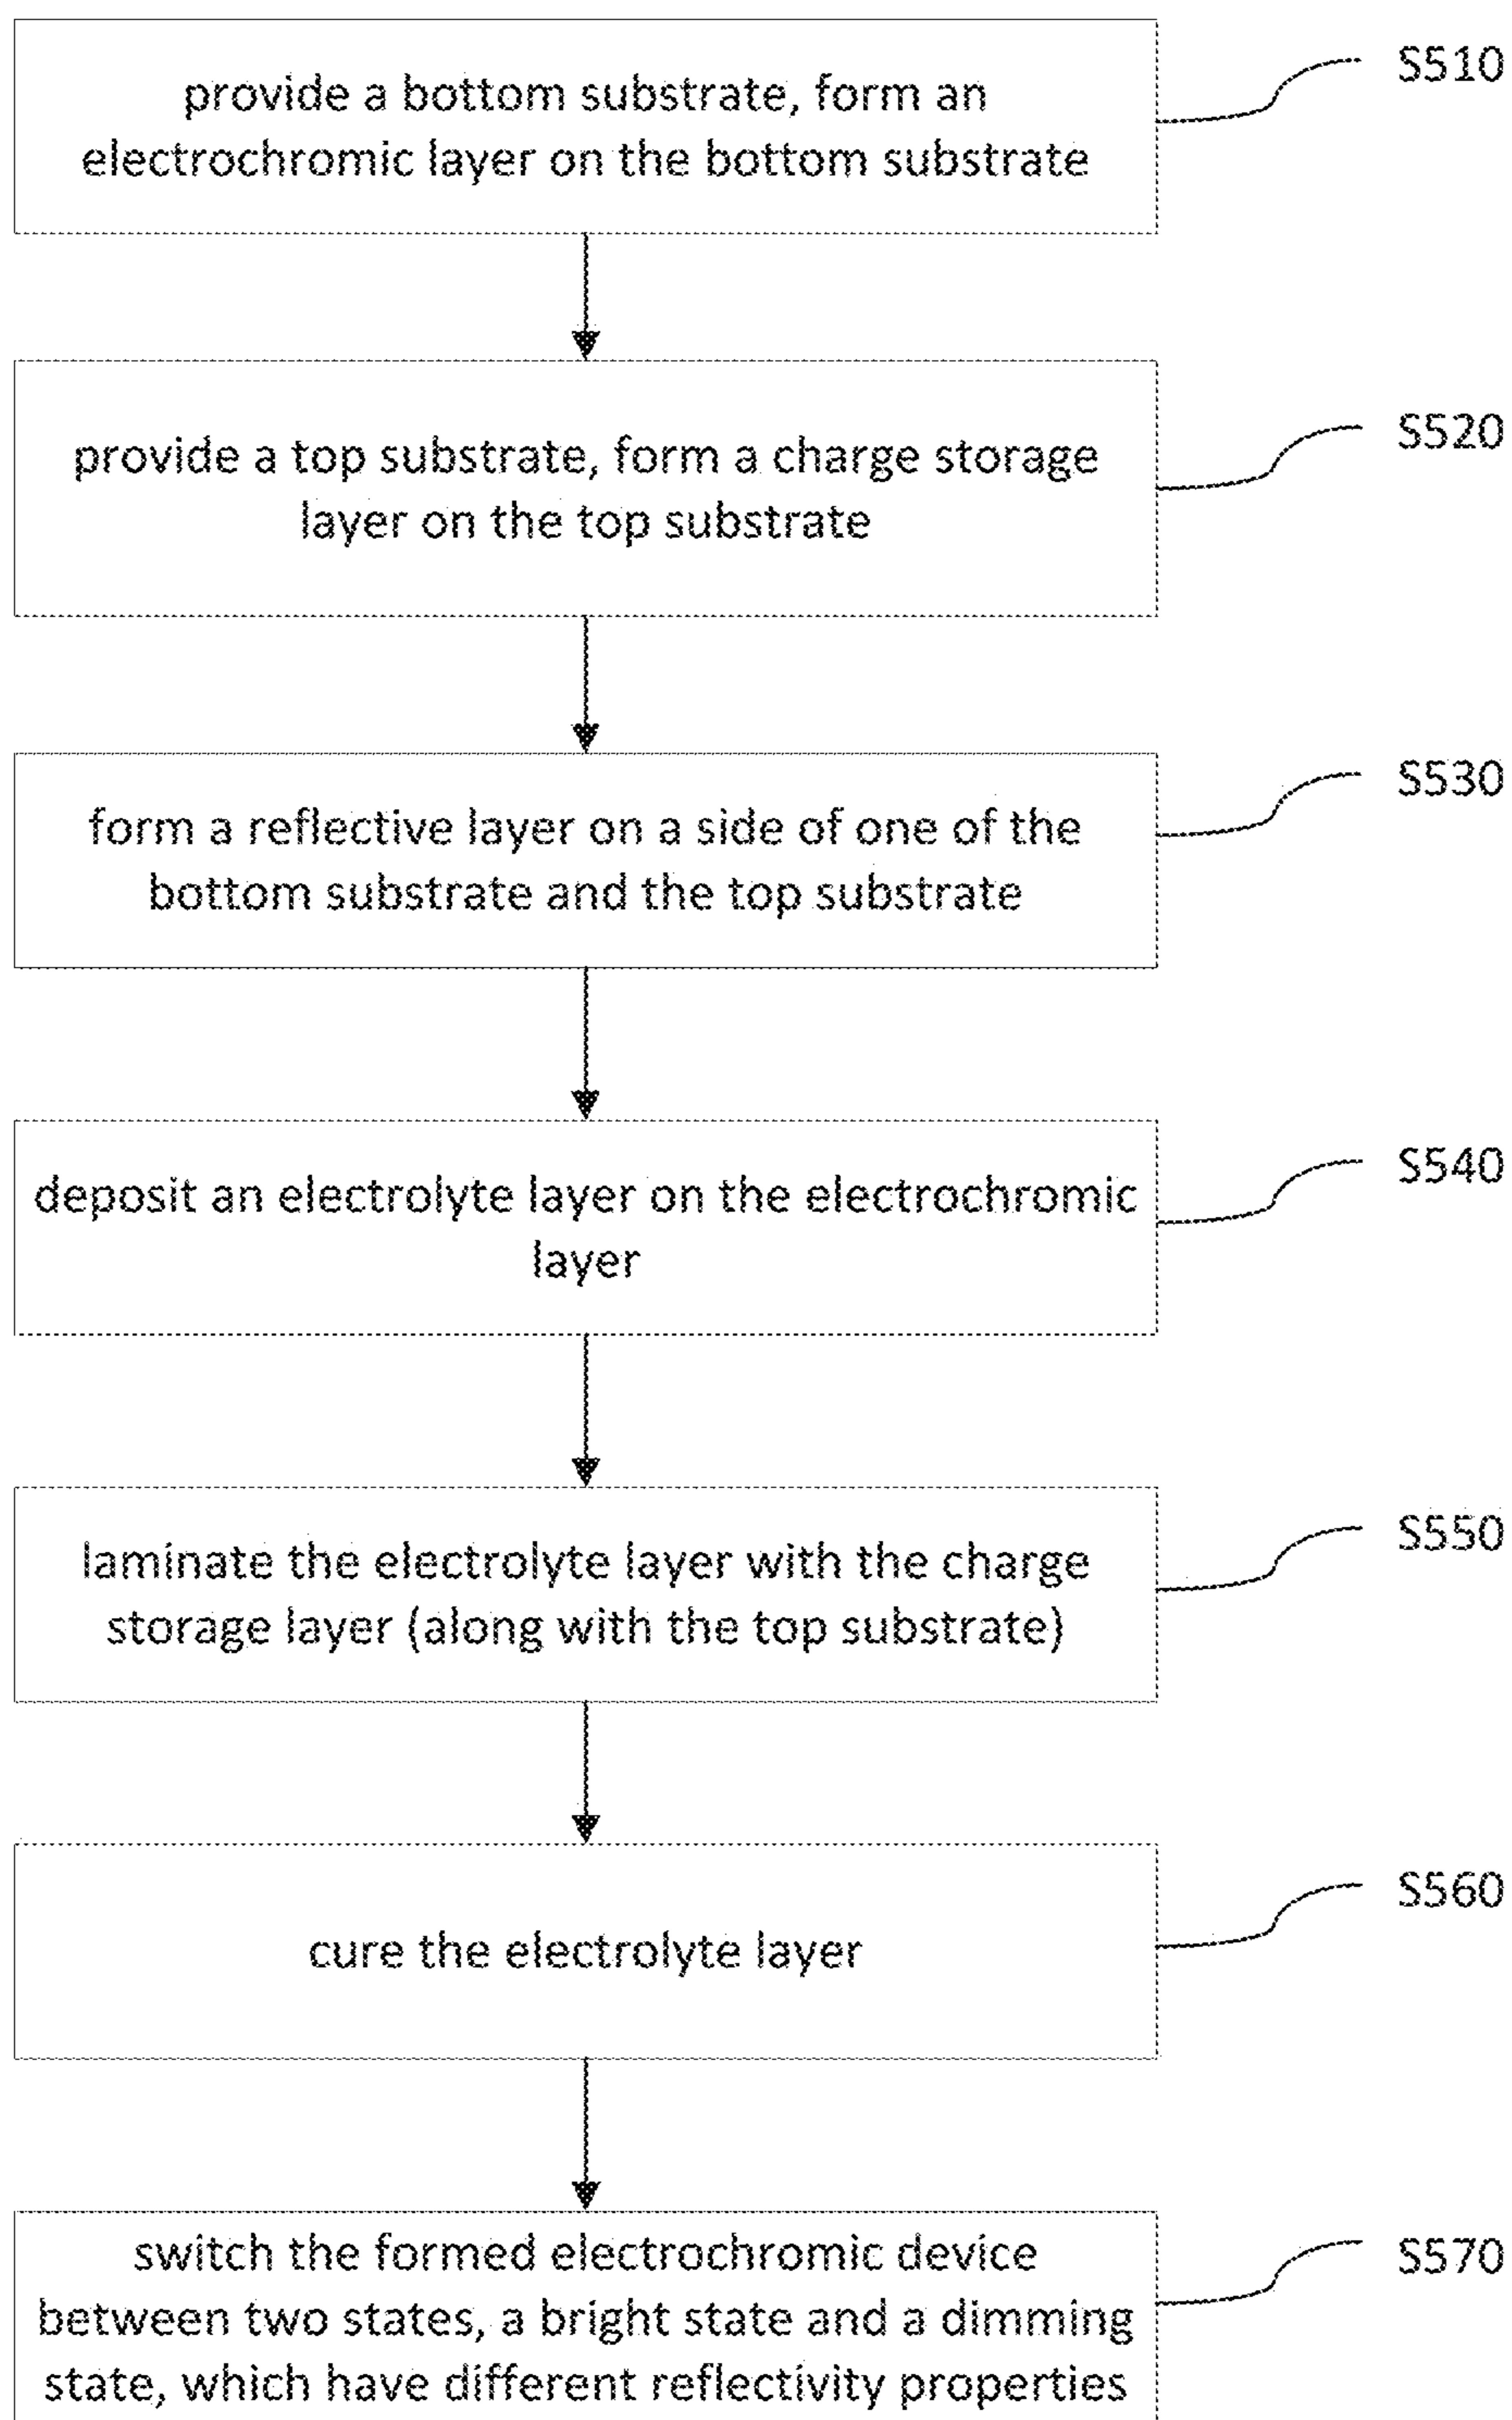 S510
provide a bottom substrate, form an
electrochromic layer on the bottom substrate
S520
provide a top substrate, form a charge storage
layer on the top substrate
S530
form a reflective layer on a side of one of the
bottom substrate and the top substrate
S540
deposit an electrolyte layer on the electrochromic
layer
S550
laminate the electrolyte layer with the charge
storage layer (along with the top substrate)
S560
cure the electrolyte layer
S570
switch the formed electrochromic device
between two states, a bright state and a dimming
state, which have different reflectivity properties